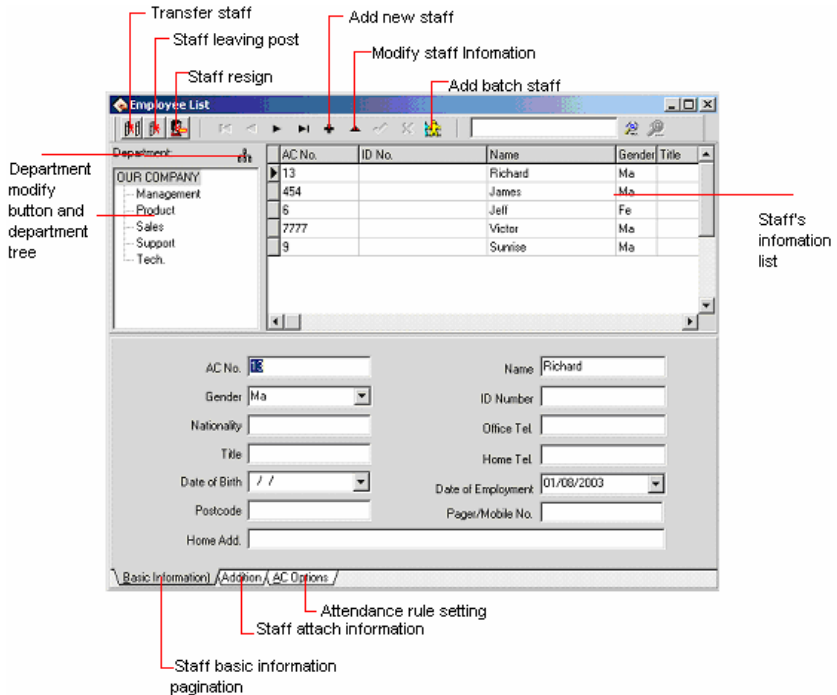 Transfer staff
Staff leaving post
Staff resign
Add new staff
Modify staff Infomation
Add batch staff
Employee List
Department:
Department
modify
button and
department
tree
OUR COMPANY
Management
Product
Sales
Support
Tech.
AC No. ID No. Name Gender Title
13 Richard Ma
454 James Ma
6 Jeff Fe
7777 Victor Ma
9 Sunrise Ma
Staff's
infomation
list
AC No. 13 Name Richard
Gender Ma ID Number
Nationality Office Tel.
Title Home Tel.
Date of Birth / / Date of Employment 01/08/2003
Postcode Pager/Mobile No.
Home Add.
Basic Information) Addition AC Options
Attendance rule setting
Staff attach information
Staff basic information
pagination